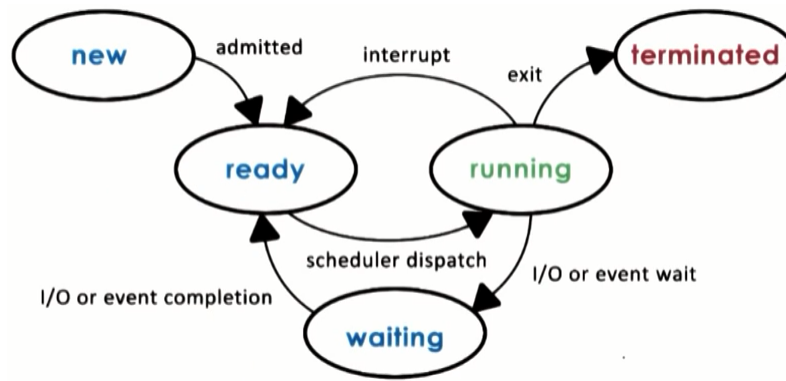 new
admitted
interrupt
exit
terminated
ready
running
scheduler dispatch
I/O or event completion
I/O or event wait
waiting